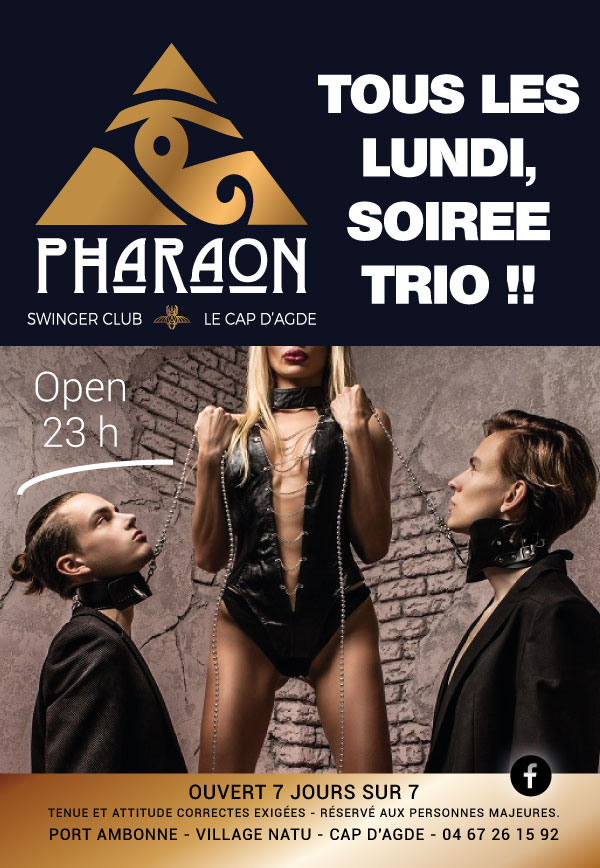 TOUS LES
LUNDI,
SOIREE
TRIO !!
PHARAON
SWINGER CLUB LE CAP D'AGDE
Open
23 h
f
OUVERT 7 JOURS SUR 7
TENUE ET ATTITUDE CORRECTES EXIGÉES - RÉSERVÉ AUX PERSONNES MAJEURES.
PORT AMBONNE - VILLAGE NATU - CAP D'AGDE - 04 67 26 15 92